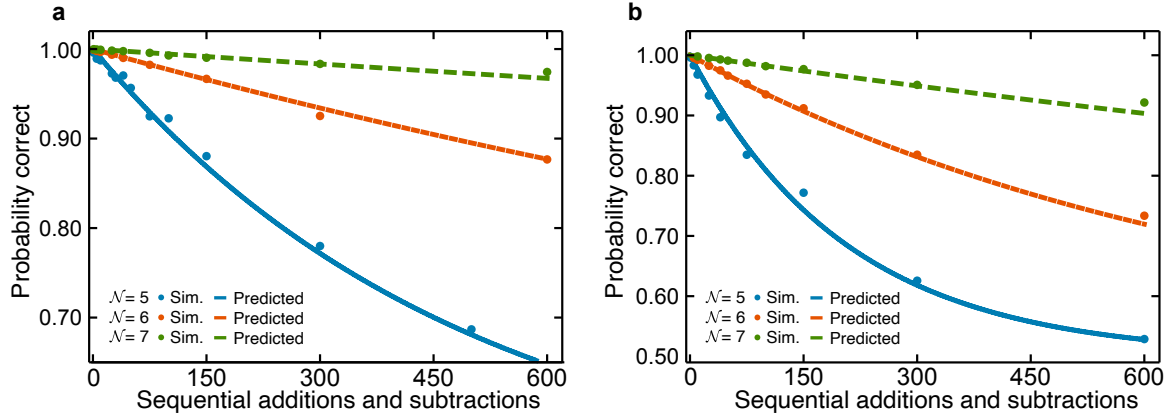 a
Probability correct
1.00
0.90
0.80
0.70
𝒩= 5 Sim. Predicted
𝒩= 6 Sim. Predicted
𝒩= 7 Sim. Predicted
0 150 300 450 600
Sequential additions and subtractions
b
Probability correct
1.00
0.90
0.80
0.70
0.60
0.50
𝒩= 5 Sim. Predicted
𝒩= 6 Sim. Predicted
𝒩= 7 Sim. Predicted
0 150 300 450 600
Sequential additions and subtractions